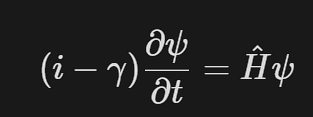 (i − γ) ∂ψ/∂t = Ĥψ